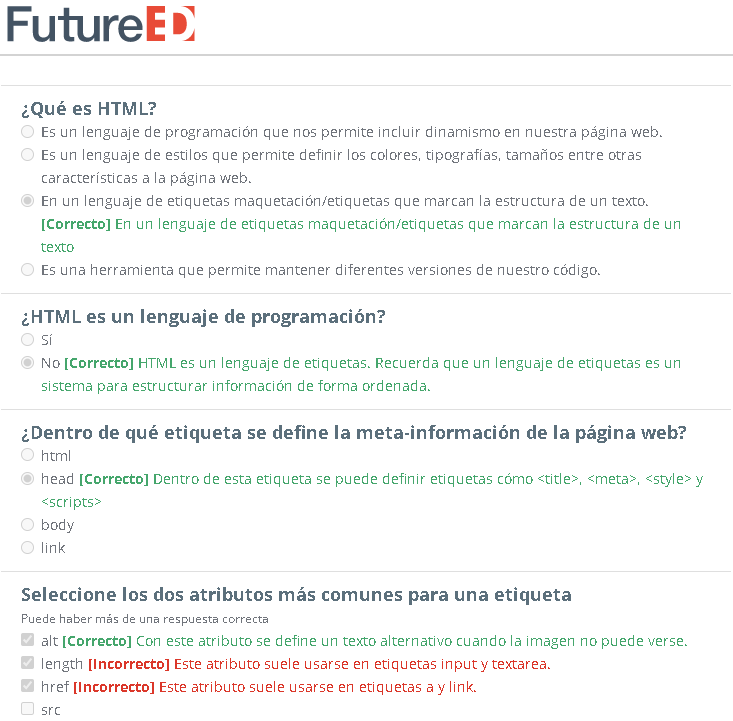 FutureED
¿Qué es HTML?
Es un lenguaje de programación que nos permite incluir dinamismo en nuestra página web.
Es un lenguaje de estilos que permite definir los colores, tipografías, tamaños entre otras
características a la página web.
En un lenguaje de etiquetas maquetación/etiquetas que marcan la estructura de un texto.
[Correcto] En un lenguaje de etiquetas maquetación/etiquetas que marcan la estructura de un
texto
Es una herramienta que permite mantener diferentes versiones de nuestro código.
¿HTML es un lenguaje de programación?
Sí
No [Correcto] HTML es un lenguaje de etiquetas. Recuerda que un lenguaje de etiquetas es un
sistema para estructurar información de forma ordenada.
¿Dentro de qué etiqueta se define la meta-información de la página web?
html
head [Correcto] Dentro de esta etiqueta se puede definir etiquetas cómo <title>, <meta>, <style> y
<scripts>
body
link
Seleccione los dos atributos más comunes para una etiqueta
Puede haber más de una respuesta correcta
alt [Correcto] Con este atributo se define un texto alternativo cuando la imagen no puede verse.
length [Incorrecto] Este atributo suele usarse en etiquetas input y textarea.
href [Incorrecto] Este atributo suele usarse en etiquetas a y link.
src